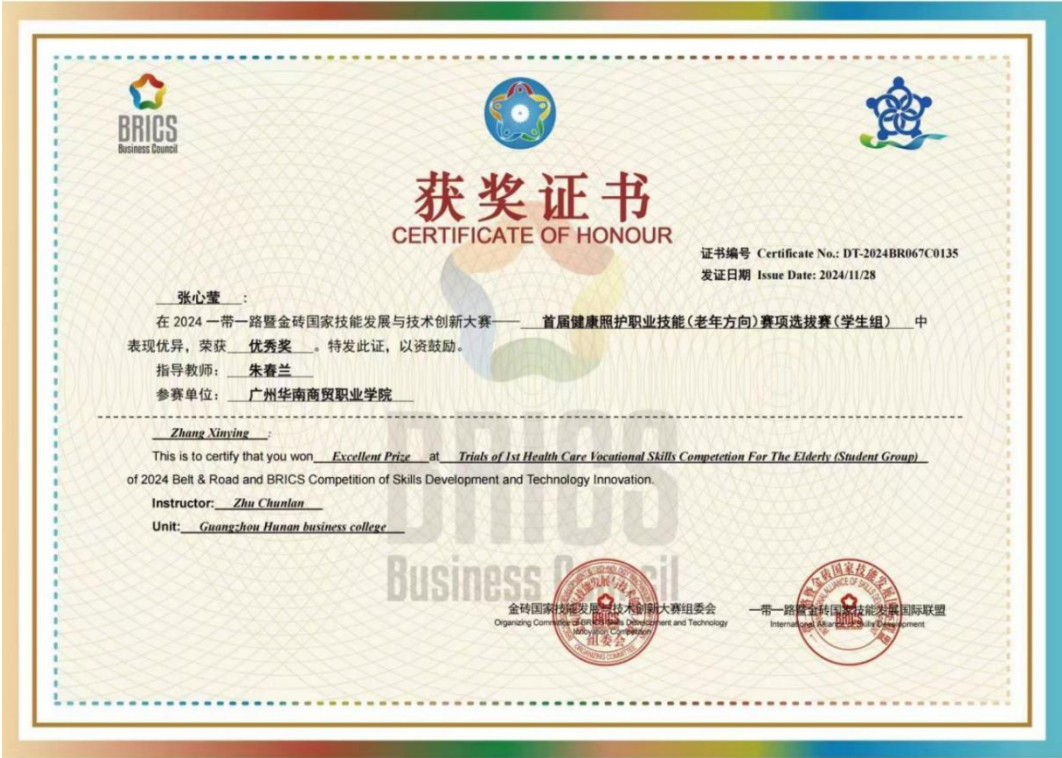 BRICS
Business Council
获奖证书
CERTIFICATE OF HONOUR
证书编号 Certificate No.: DT-2024BR067C0135
发证日期 Issue Date: 2024/11/28
张心莹：
在 2024 一带一路暨金砖国家技能发展与技术创新大赛——首届健康照护职业技能（老年方向）赛项选拔赛（学生组）中
表现优异，荣获 优秀奖 。特发此证，以资鼓励。
指导教师： 朱春兰
参赛单位： 广州华南商贸职业学院
Zhang Xinying :
This is to certify that you won Excellent Prize at Trials of 1st Health Care Vocational Skills Competetion For The Elderly (Student Group)
of 2024 Belt & Road and BRICS Competition of Skills Development and Technology Innovation.
Instructor: Zhu Chunlan
Unit: Guangzhou Hunan business college
BRICS
Business Council
金砖国家技能发展与技术创新大赛组委会
Organizing Committee of BRICS Skills Development and Technology
Innovation Competition
组委会
一带一路暨金砖国家技能发展国际联盟
International Alliance of Skills Development